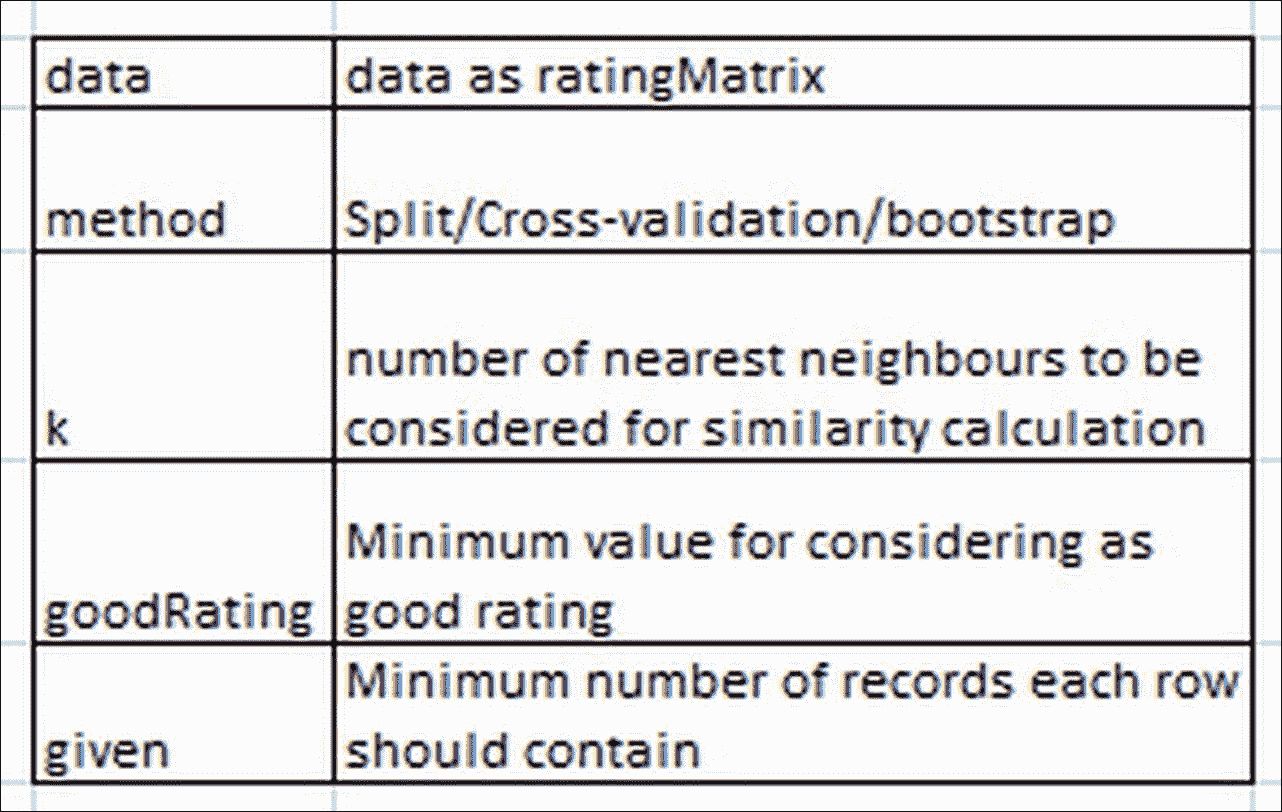 data
data as ratingMatrix
method
Split/Cross-validation/bootstrap
k
number of nearest neighbours to be
considered for similarity calculation
goodRating
Minimum value for considering as
good rating
given
Minimum number of records each row
should contain